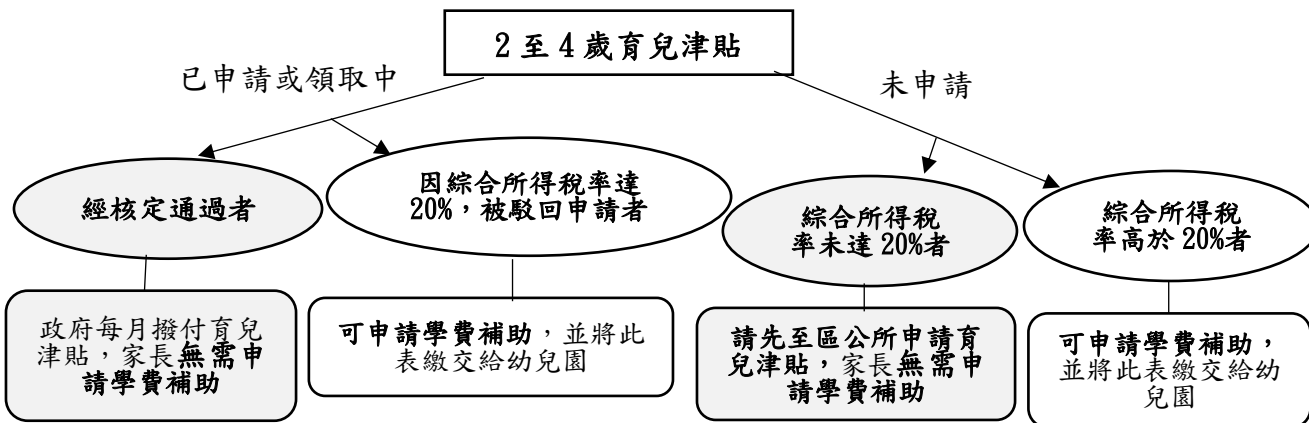 2 至 4 歲育兒津貼
已申請或領取中
未申請
經核定通過者
因綜合所得稅率達
20%，被駁回申請者
綜合所得稅
率未達 20%者
綜合所得稅
率高於 20%者
政府每月撥付育兒
津貼，家長無需申
請學費補助
可申請學費補助，並將此
表繳交給幼兒園
請先至區公所申請育
兒津貼，家長無需申
請學費補助
可申請學費補助，
並將此表繳交給幼
兒園